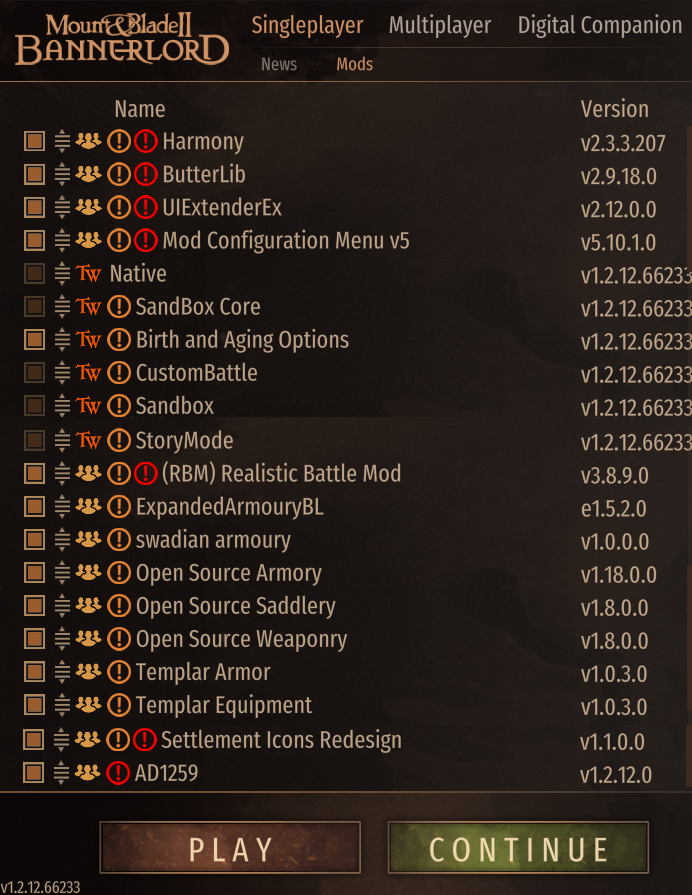 Mount & Blade II
BANNERLORD
Singleplayer Multiplayer Digital Companion
News Mods
Name Version
Harmony v2.3.3.207
ButterLib v2.9.18.0
UIExtenderEx v2.12.0.0
Mod Configuration Menu v5 v5.10.1.0
TW Native v1.2.12.66233
TW SandBox Core v1.2.12.66233
TW Birth and Aging Options v1.2.12.66233
TW CustomBattle v1.2.12.66233
TW Sandbox v1.2.12.66233
TW StoryMode v1.2.12.66233
(RBM) Realistic Battle Mod v3.8.9.0
ExpandedArmouryBL e1.5.2.0
swadian armoury v1.0.0.0
Open Source Armory v1.18.0.0
Open Source Saddlery v1.8.0.0
Open Source Weaponry v1.8.0.0
Templar Armor v1.0.3.0
Templar Equipment v1.0.3.0
Settlement Icons Redesign v1.1.0.0
AD1259 v1.2.12.0
PLAY CONTINUE
v1.2.12.66233